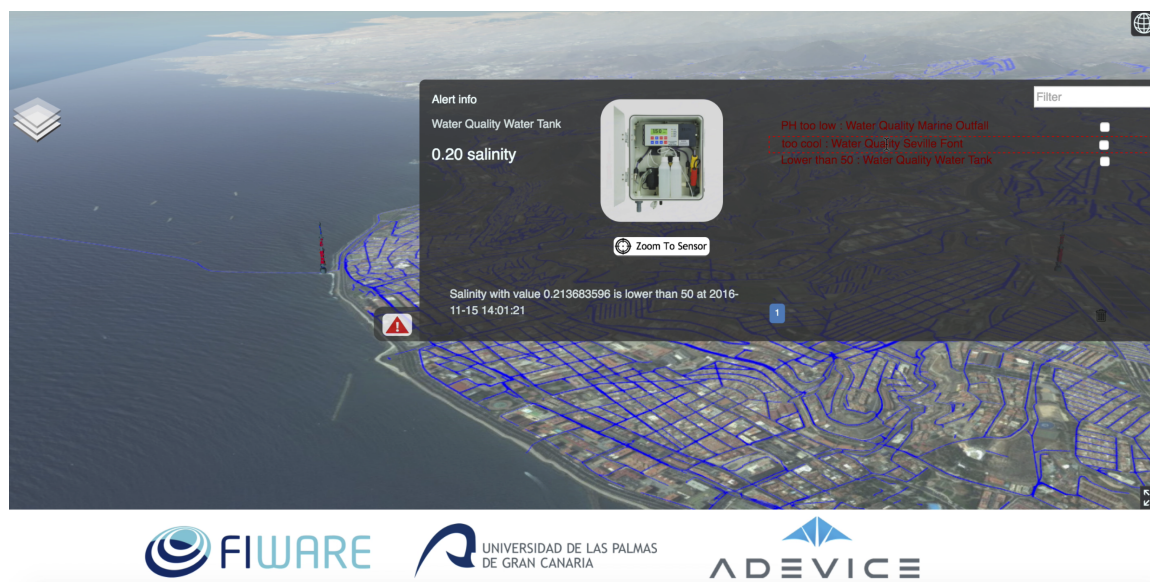 Alert info
Water Quality Water Tank
0.20 salinity
Zoom To Sensor
Salinity with value 0.213683596 is lower than 50 at 2016-
11-15 14:01:21
Filter
PH too low : Water Quality Marine Outfall
too cool : Water Quality Seville Font
Lower than 50 : Water Quality Water Tank
1
FIWARE
UNIVERSIDAD DE LAS PALMAS
DE GRAN CANARIA
ADEVICE